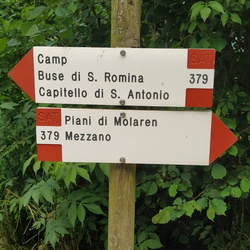 Camp SAT
Buse di S. Romina 379
Capitello di S. Antonio
SAT Piani di Molaren
379 Mezzano